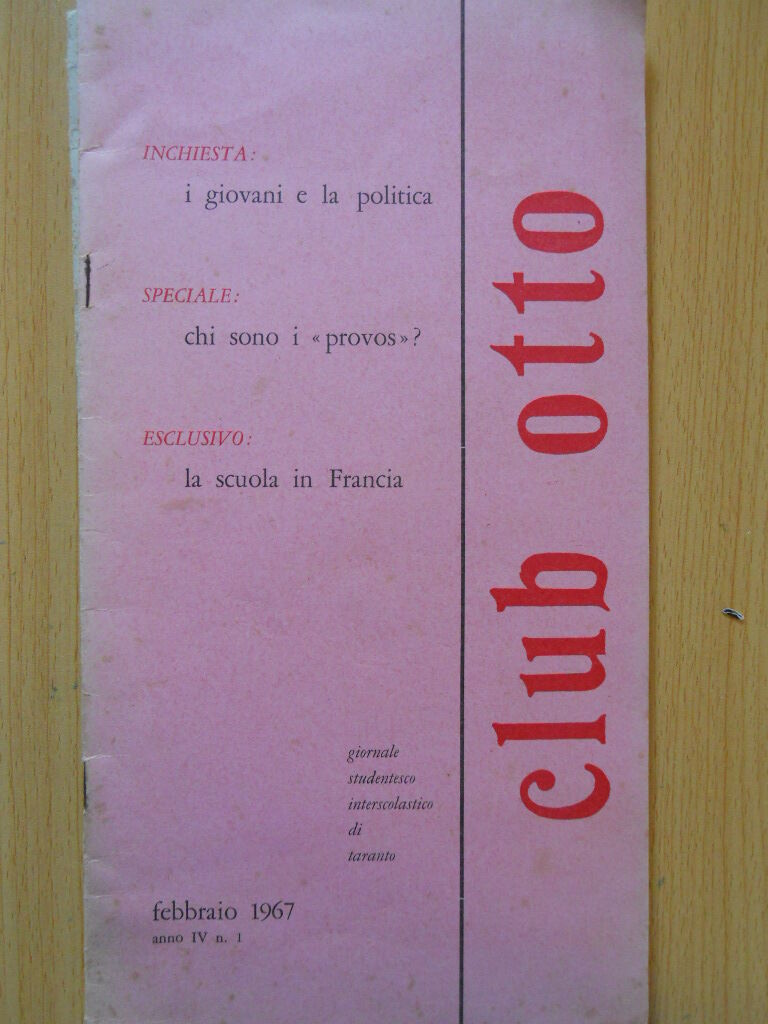 INCHIESTA:
i giovani e la politica
SPECIALE:
chi sono i «provos»?
ESCLUSIVO:
la scuola in Francia
giornale
studentesco
interscolastico
di
taranto
febbraio 1967
anno IV n. 1
club otto